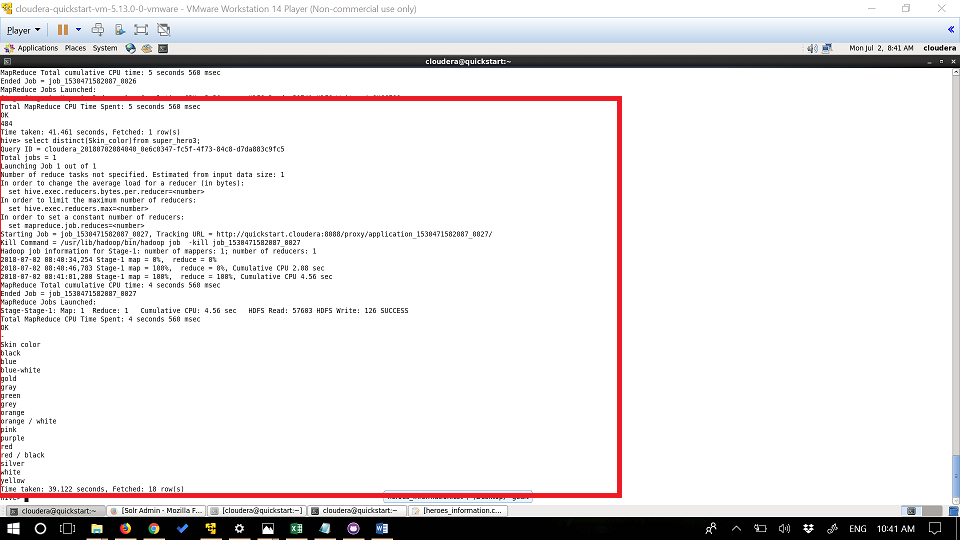 cloudera-quickstart-vm-5.13.0-0-vmware - VMware Workstation 14 Player (Non-commercial use only)
Player
Applications Places System
Mon Jul 2, 8:41 AM cloudera
cloudera@quickstart:~
MapReduce Total cumulative CPU time: 5 seconds 560 msec
Ended Job = job_1530471582087_0026
MapReduce Jobs Launched:
Total MapReduce CPU Time Spent: 5 seconds 560 msec
OK
484
Time taken: 41.461 seconds, Fetched: 1 row(s)
hive> select distinct(Skin_color)from super_hero3;
Query ID = cloudera_20180702084040_0e6c0347-fc5f-4f73-84c8-d7da803c9fc5
Total jobs = 1
Launching Job 1 out of 1
Number of reduce tasks not specified. Estimated from input data size: 1
In order to change the average load for a reducer (in bytes):
  set hive.exec.reducers.bytes.per.reducer=<number>
In order to limit the maximum number of reducers:
  set hive.exec.reducers.max=<number>
In order to set a constant number of reducers:
  set mapreduce.job.reduces=<number>
Starting Job = job_1530471582087_0027, Tracking URL = http://quickstart.cloudera:8088/proxy/application_1530471582087_0027/
Kill Command = /usr/lib/hadoop/bin/hadoop job  -kill job_1530471582087_0027
Hadoop job information for Stage-1: number of mappers: 1; number of reducers: 1
2018-07-02 08:40:34,254 Stage-1 map = 0%,  reduce = 0%
2018-07-02 08:40:46,783 Stage-1 map = 100%,  reduce = 0%, Cumulative CPU 2.08 sec
2018-07-02 08:41:01,200 Stage-1 map = 100%,  reduce = 100%, Cumulative CPU 4.56 sec
MapReduce Total cumulative CPU time: 4 seconds 560 msec
Ended Job = job_1530471582087_0027
MapReduce Jobs Launched:
Stage-Stage-1: Map: 1  Reduce: 1   Cumulative CPU: 4.56 sec   HDFS Read: 57603 HDFS Write: 126 SUCCESS
Total MapReduce CPU Time Spent: 4 seconds 560 msec
OK
-
Skin color
black
blue
blue-white
gold
gray
green
grey
orange
orange / white
pink
purple
red
red / black
silver
white
yellow
Time taken: 39.122 seconds, Fetched: 18 row(s)
hive>
cloudera@quickstart:~ [Solr Admin - Mozilla F... [cloudera@quickstart:~] cloudera@quickstart:~ [heroes_information.c...
ENG 10:41 AM